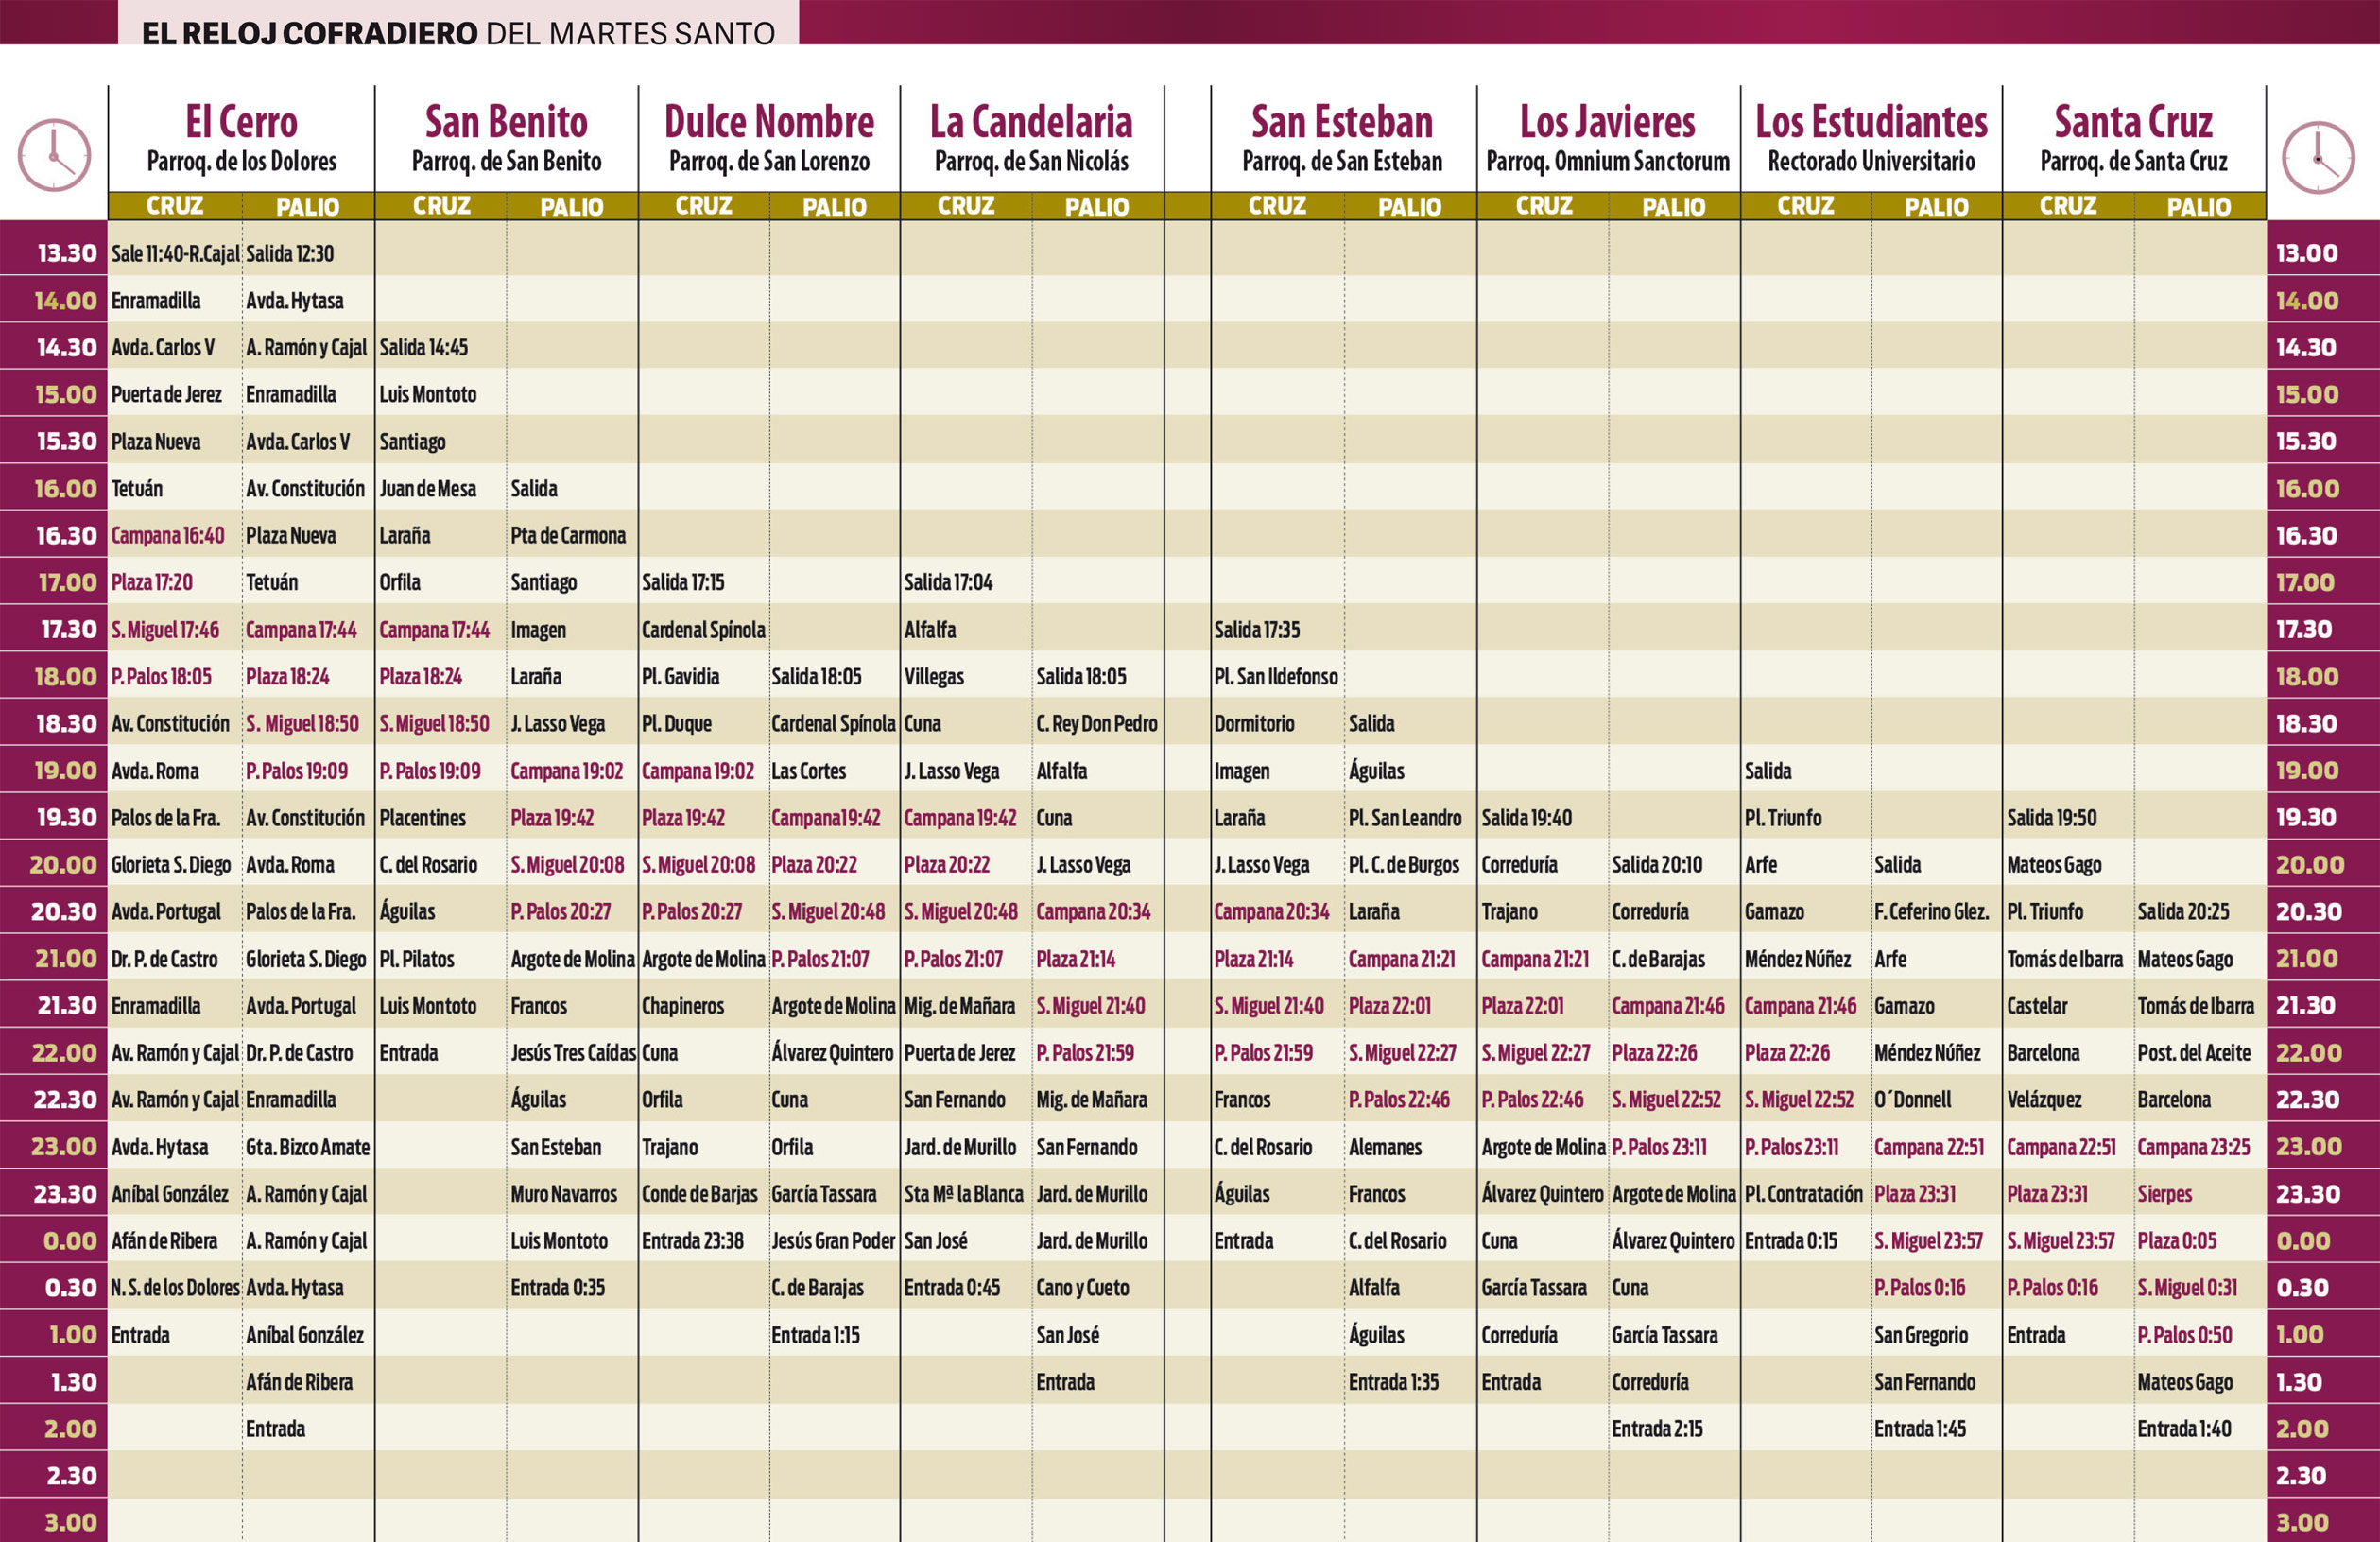 EL RELOJ COFRADIERO DEL MARTES SANTO
El Cerro San Benito Dulce Nombre La Candelaria San Esteban Los Javieres Los Estudiantes Santa Cruz
Parroq. de los Dolores Parroq. de San Benito Parroq. de San Lorenzo Parroq. de San Nicolás Parroq. de San Esteban Parroq. Omnium Sanctorum Rectorado Universitario Parroq. de Santa Cruz
CRUZ PALIO CRUZ PALIO CRUZ PALIO CRUZ PALIO CRUZ PALIO CRUZ PALIO CRUZ PALIO CRUZ PALIO
13.30 Sale 11:40-R.Cajal Salida 12:30 13.00
14.00 Enramadilla Avda. Hytasa 14.00
14.30 Avda. Carlos V A. Ramón y Cajal Salida 14:45 14.30
15.00 Puerta de Jerez Enramadilla Luis Montoto 15.00
15.30 Plaza Nueva Avda. Carlos V Santiago 15.30
16.00 Tetuán Av. Constitución Juan de Mesa Salida 16.00
16.30 Campana 16:40 Plaza Nueva Laraña Pta de Carmona 16.30
17.00 Plaza 17:20 Tetuán Orfila Santiago Salida 17:15 Salida 17:04 17.00
17.30 S. Miguel 17:46 Campana 17:44 Campana 17:44 Imagen Cardenal Spínola Alfalfa Salida 17:35 17.30
18.00 P. Palos 18:05 Plaza 18:24 Plaza 18:24 Laraña Pl. Gavidia Salida 18:05 Villegas Salida 18:05 Pl. San Ildefonso 18.00
18.30 Av. Constitución S. Miguel 18:50 S. Miguel 18:50 J. Lasso Vega Pl. Duque Cardenal Spínola Cuna C. Rey Don Pedro Dormitorio Salida 18.30
19.00 Avda. Roma P. Palos 19:09 P. Palos 19:09 Campana 19:02 Campana 19:02 Las Cortes J. Lasso Vega Alfalfa Imagen Águilas Salida 19.00
19.30 Palos de la Fra. Av. Constitución Placentines Plaza 19:42 Plaza 19:42 Campana19:42 Campana 19:42 Cuna Laraña Pl. San Leandro Salida 19:40 Pl. Triunfo Salida 19:50 19.30
20.00 Glorieta S. Diego Avda. Roma C. del Rosario S. Miguel 20:08 S. Miguel 20:08 Plaza 20:22 Plaza 20:22 J. Lasso Vega J. Lasso Vega Pl. C. de Burgos Correduría Salida 20:10 Arfe Salida Mateos Gago 20.00
20.30 Avda. Portugal Palos de la Fra. Águilas P. Palos 20:27 P. Palos 20:27 S. Miguel 20:48 S. Miguel 20:48 Campana 20:34 Campana 20:34 Laraña Trajano Correduría Gamazo F. Ceferino Glez. Pl. Triunfo Salida 20:25 20.30
21.00 Dr. P. de Castro Glorieta S. Diego Pl. Pilatos Argote de Molina Argote de Molina P. Palos 21:07 P. Palos 21:07 Plaza 21:14 Plaza 21:14 Campana 21:21 Campana 21:21 C. de Barajas Méndez Núñez Arfe Tomás de Ibarra Mateos Gago 21.00
21.30 Enramadilla Avda. Portugal Luis Montoto Francos Chapineros Argote de Molina Mig. de Mañara S. Miguel 21:40 S. Miguel 21:40 Plaza 22:01 Plaza 22:01 Campana 21:46 Campana 21:46 Gamazo Castelar Tomás de Ibarra 21.30
22.00 Av. Ramón y Cajal Dr. P. de Castro Entrada Jesús Tres Caídas Cuna Álvarez Quintero Puerta de Jerez P. Palos 21:59 P. Palos 21:59 S. Miguel 22:27 S. Miguel 22:27 Plaza 22:26 Plaza 22:26 Méndez Núñez Barcelona Post. del Aceite 22.00
22.30 Av. Ramón y Cajal Enramadilla Águilas Orfila Cuna San Fernando Mig. de Mañara Francos P. Palos 22:46 P. Palos 22:46 S. Miguel 22:52 S. Miguel 22:52 O´Donnell Velázquez Barcelona 22.30
23.00 Avda. Hytasa Gta. Bizco Amate San Esteban Trajano Orfila Jard. de Murillo San Fernando C. del Rosario Alemanes Argote de Molina P. Palos 23:11 P. Palos 23:11 Campana 22:51 Campana 22:51 Campana 23:25 23.00
23.30 Aníbal González A. Ramón y Cajal Muro Navarros Conde de Barjas García Tassara Sta Mª la Blanca Jard. de Murillo Águilas Francos Álvarez Quintero Argote de Molina Pl. Contratación Plaza 23:31 Plaza 23:31 Sierpes 23.30
0.00 Afán de Ribera A. Ramón y Cajal Luis Montoto Entrada 23:38 Jesús Gran Poder San José Jard. de Murillo Entrada C. del Rosario Cuna Álvarez Quintero Entrada 0:15 S. Miguel 23:57 S. Miguel 23:57 Plaza 0:05 0.00
0.30 N. S. de los Dolores Avda. Hytasa Entrada 0:35 C. de Barajas Entrada 0:45 Cano y Cueto Alfalfa García Tassara Cuna P. Palos 0:16 P. Palos 0:16 S. Miguel 0:31 0.30
1.00 Entrada Aníbal González Entrada 1:15 San José Águilas Correduría García Tassara San Gregorio Entrada P. Palos 0:50 1.00
1.30 Afán de Ribera Entrada Entrada 1:35 Entrada Correduría San Fernando Mateos Gago 1.30
2.00 Entrada Entrada 2:15 Entrada 1:45 Entrada 1:40 2.00
2.30 2.30
3.00 3.00